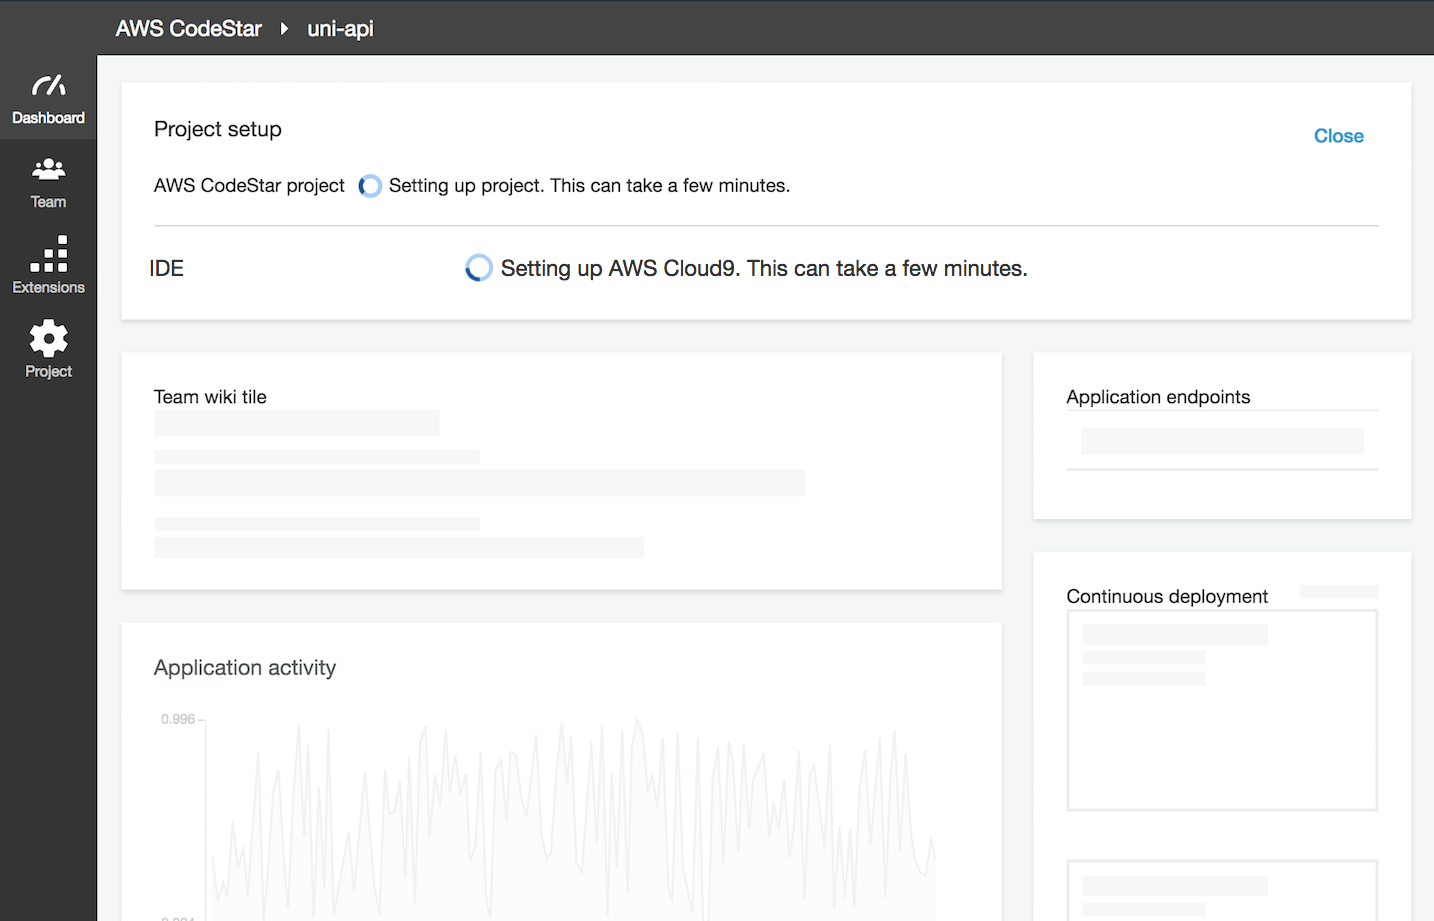 AWS CodeStar uni-api
Dashboard
Team
Extensions
Project
Project setup
Close
AWS CodeStar project Setting up project. This can take a few minutes.
IDE Setting up AWS Cloud9. This can take a few minutes.
Team wiki tile
Application endpoints
Continuous deployment
Application activity
0.996